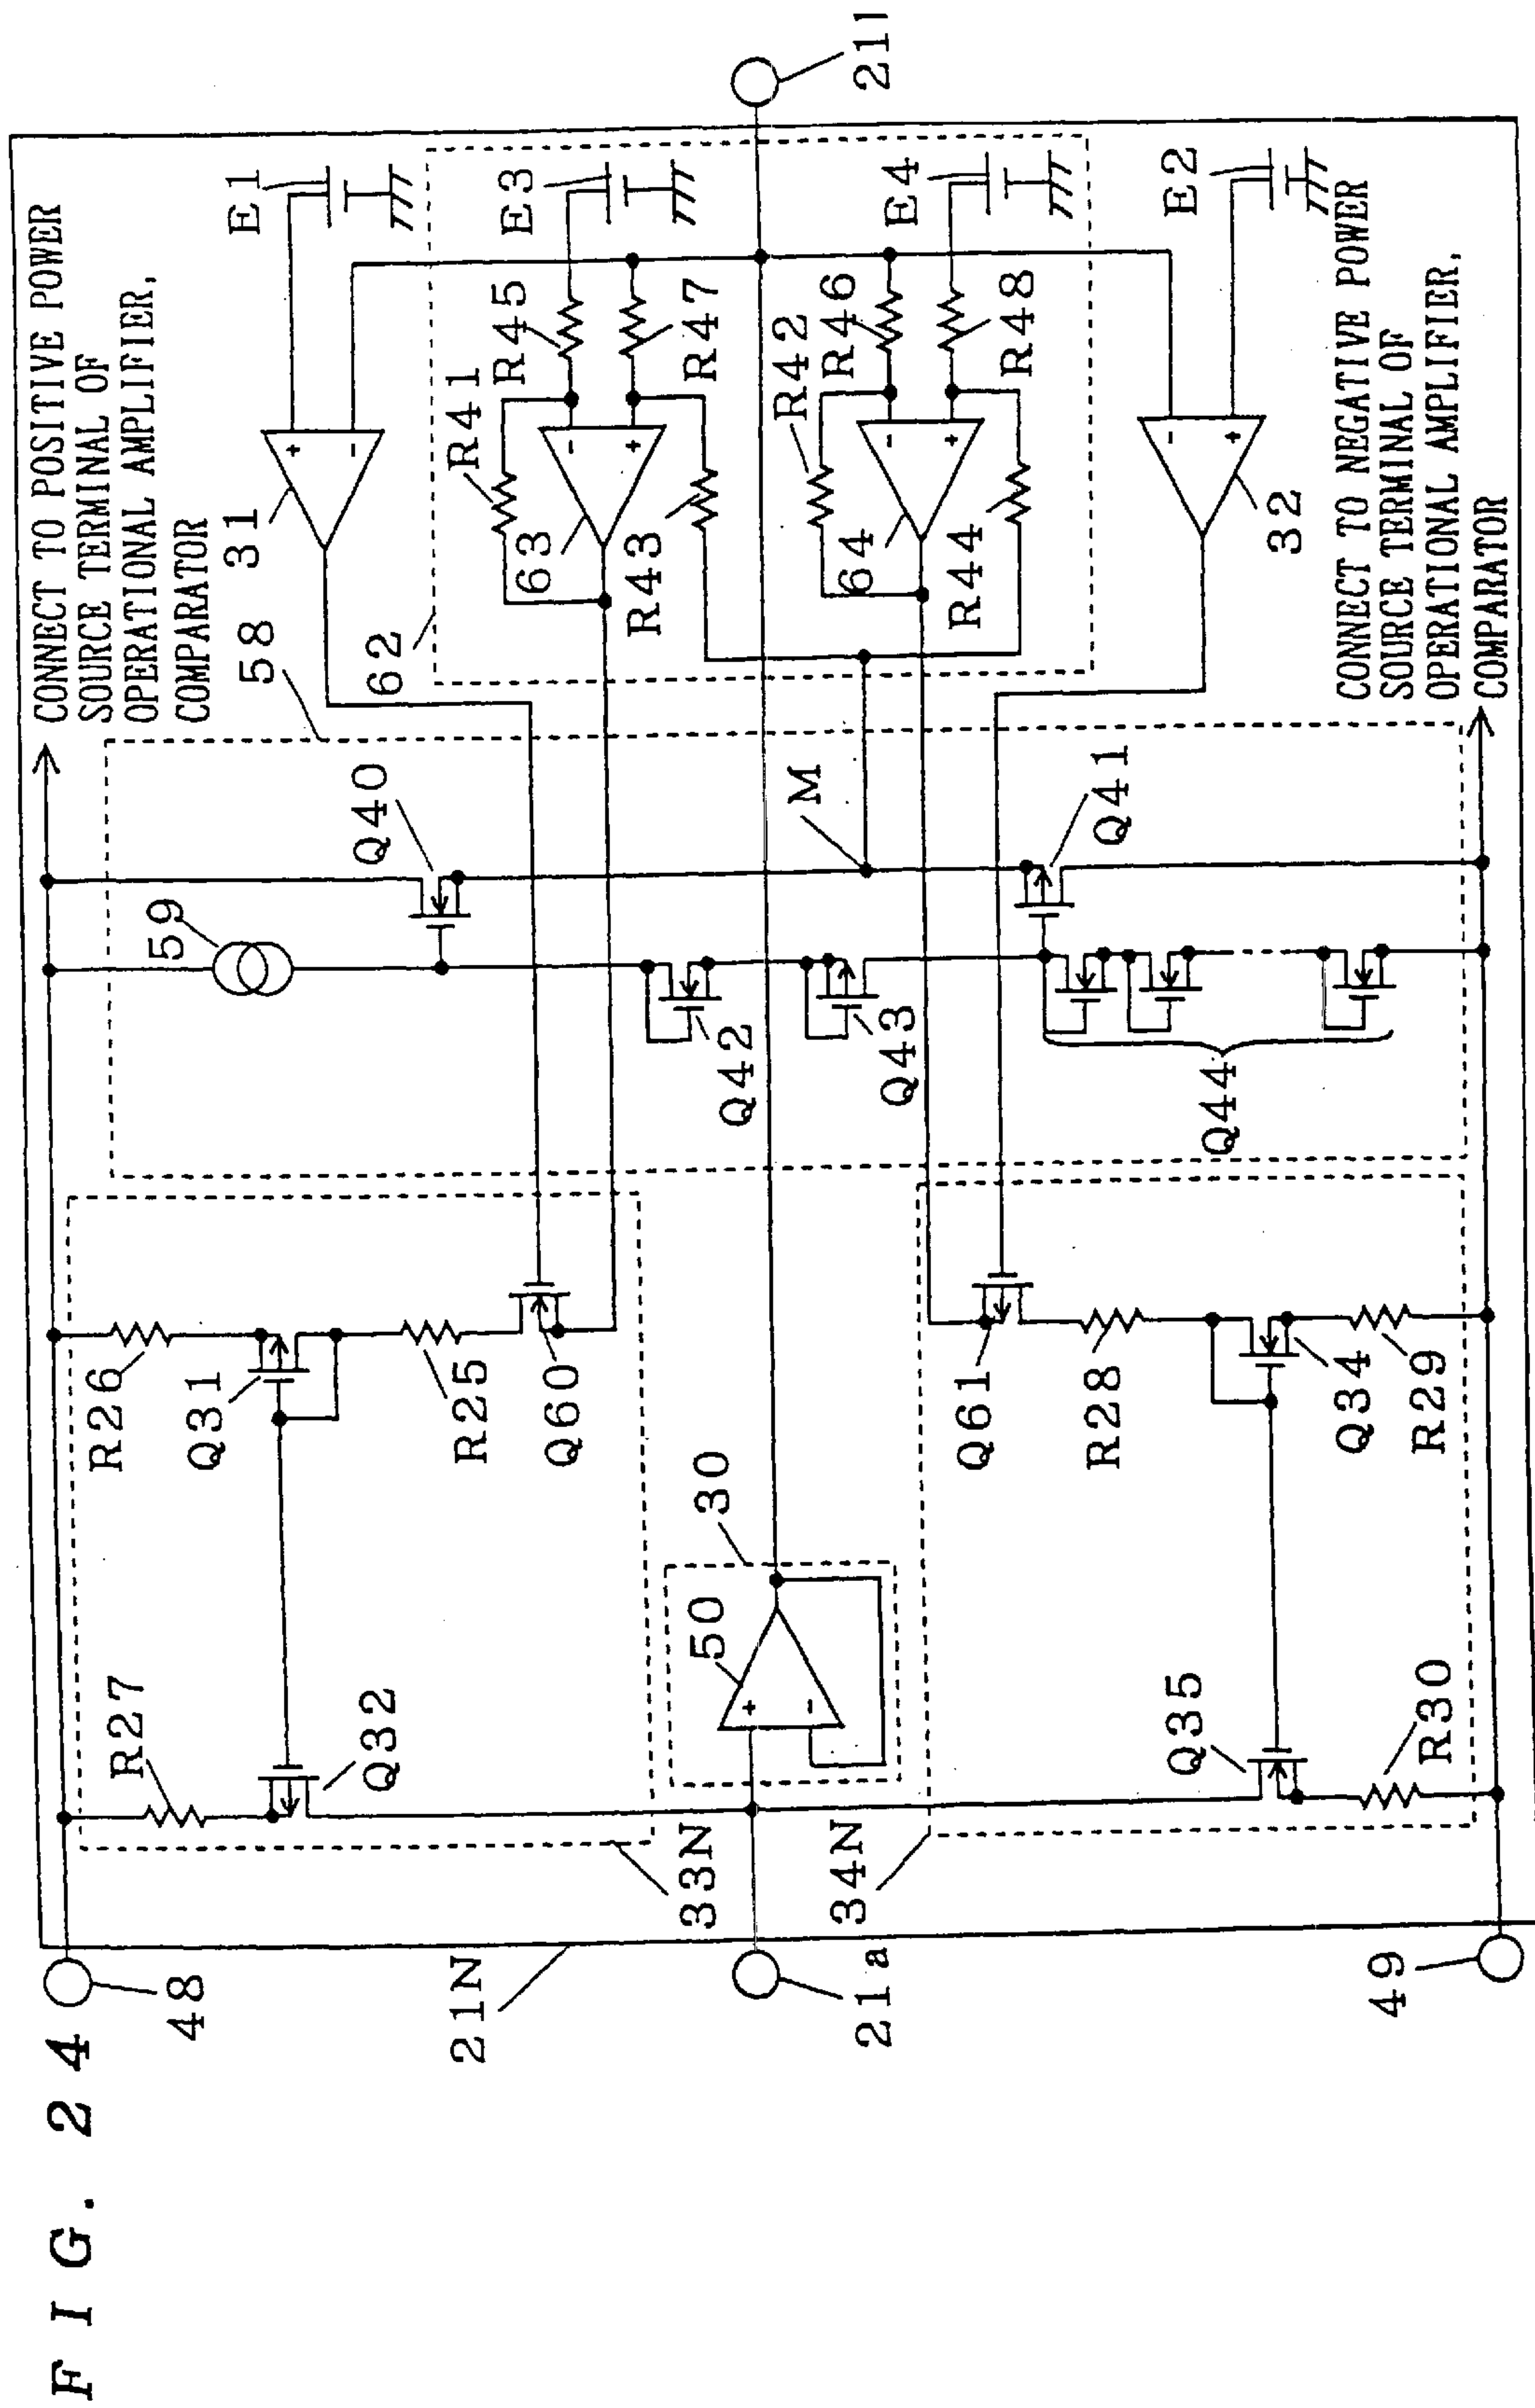 FIG. 24
CONNECT TO POSITIVE POWER
SOURCE TERMINAL OF
OPERATIONAL AMPLIFIER,
COMPARATOR
58
62
31
E1
+
-
R41
R45
E3
63
-
+
R43
R47
211
R42
R46
E4
64
-
+
R44
R48
E2
-
+
32
CONNECT TO NEGATIVE POWER
SOURCE TERMINAL OF
OPERATIONAL AMPLIFIER,
COMPARATOR
59
Q40
M
Q41
Q42
Q43
Q44
R26
Q31
R25
Q60
30
50
+
-
Q61
R28
Q34
R29
R27
Q32
33N
34N
Q35
R30
48
21N
21a
49